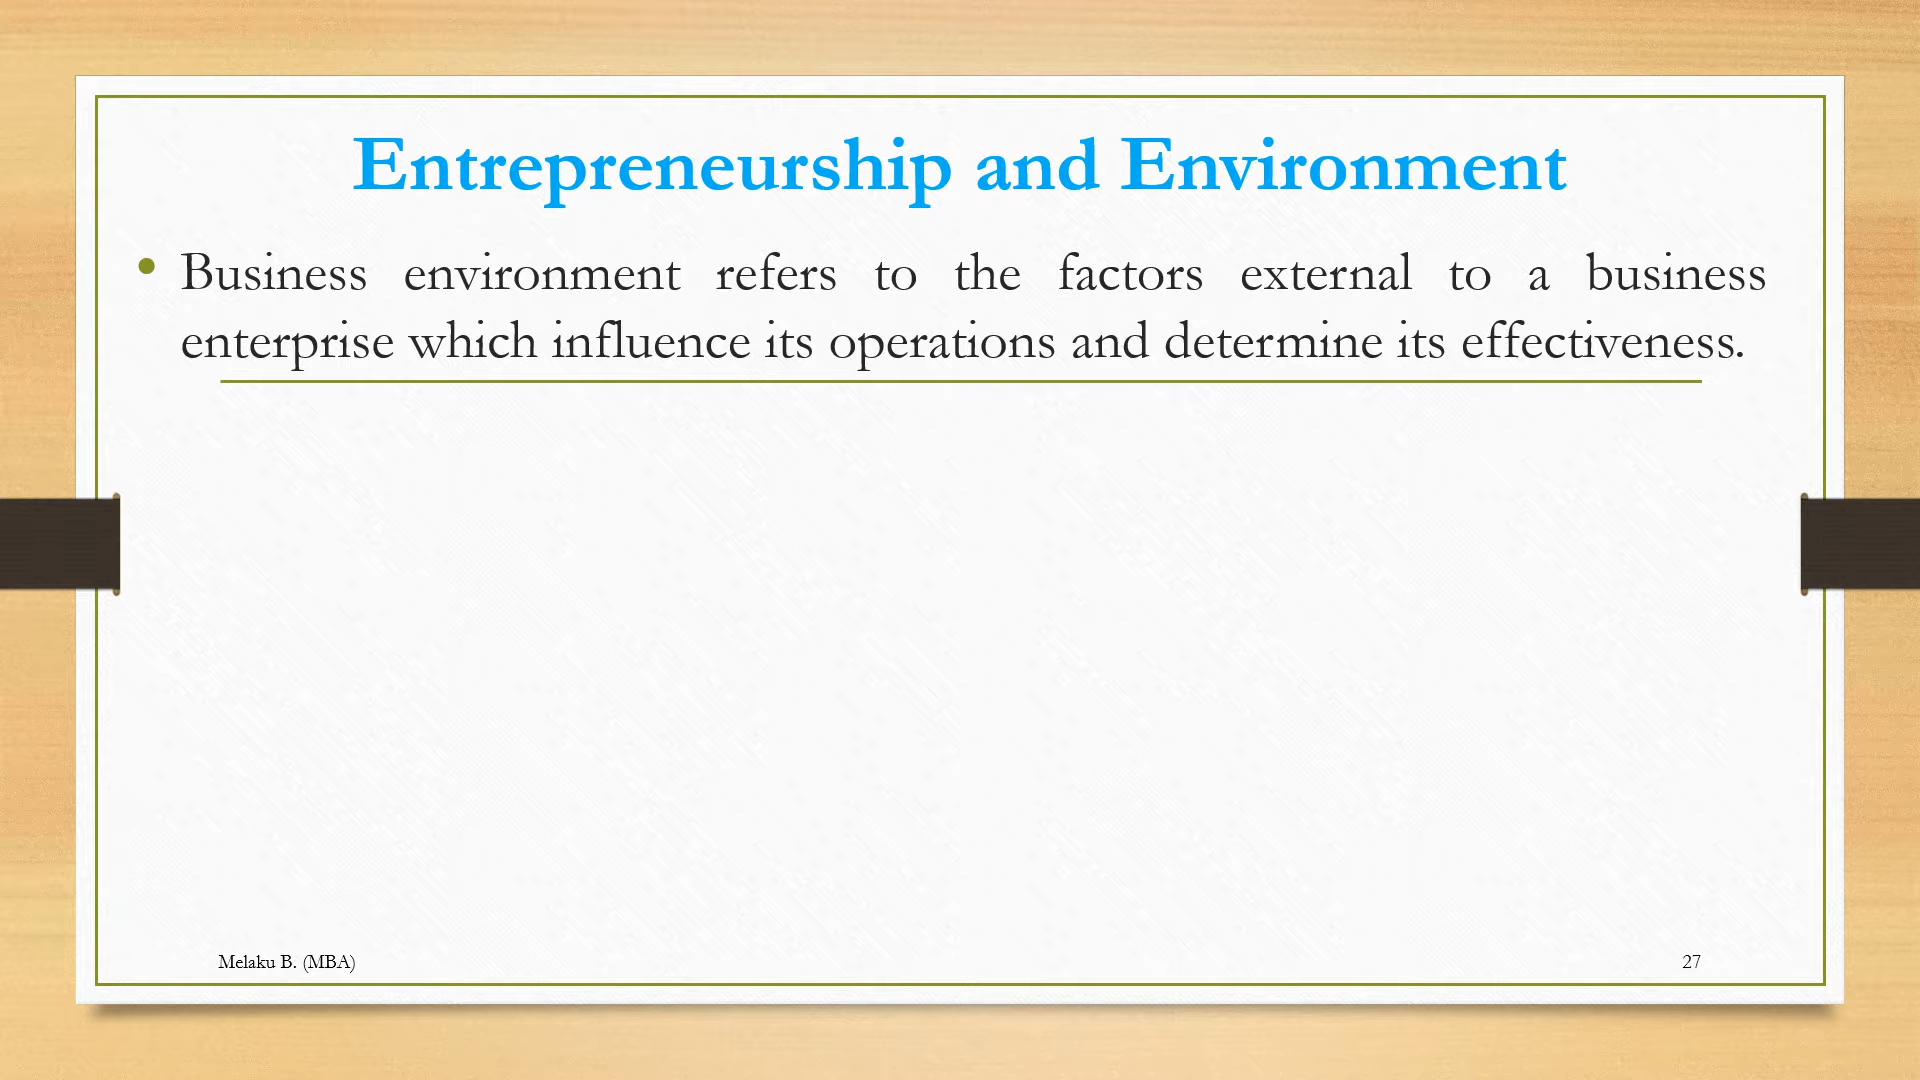 Entrepreneurship and Environment
• Business environment refers to the factors external to a business
enterprise which influence its operations and determine its effectiveness.
Melaku B. (MBA)
27